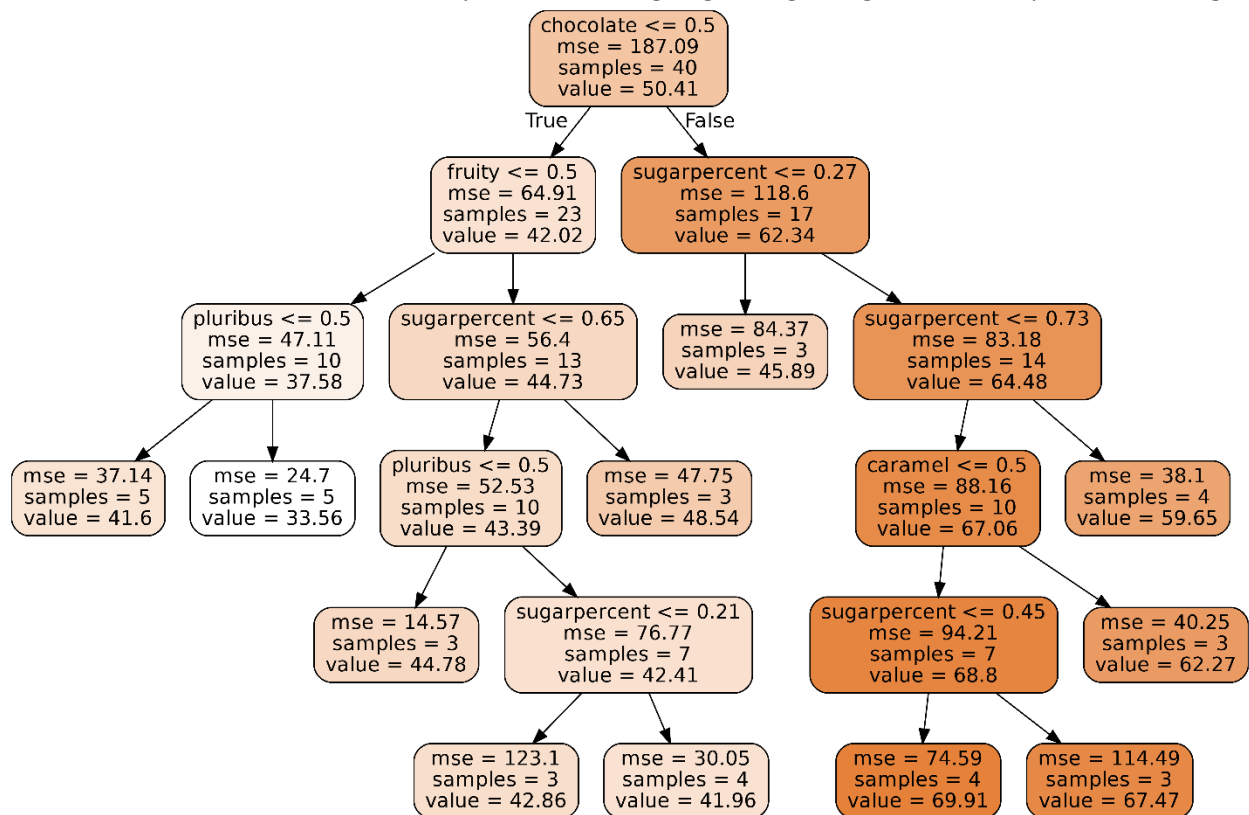 chocolate <= 0.5
mse = 187.09
samples = 40
value = 50.41
True
False
fruity <= 0.5
mse = 64.91
samples = 23
value = 42.02
sugarpercent <= 0.27
mse = 118.6
samples = 17
value = 62.34
pluribus <= 0.5
mse = 47.11
samples = 10
value = 37.58
sugarpercent <= 0.65
mse = 56.4
samples = 13
value = 44.73
mse = 84.37
samples = 3
value = 45.89
sugarpercent <= 0.73
mse = 83.18
samples = 14
value = 64.48
mse = 37.14
samples = 5
value = 41.6
mse = 24.7
samples = 5
value = 33.56
pluribus <= 0.5
mse = 52.53
samples = 10
value = 43.39
mse = 47.75
samples = 3
value = 48.54
caramel <= 0.5
mse = 88.16
samples = 10
value = 67.06
mse = 38.1
samples = 4
value = 59.65
mse = 14.57
samples = 3
value = 44.78
sugarpercent <= 0.21
mse = 76.77
samples = 7
value = 42.41
sugarpercent <= 0.45
mse = 94.21
samples = 7
value = 68.8
mse = 40.25
samples = 3
value = 62.27
mse = 123.1
samples = 3
value = 42.86
mse = 30.05
samples = 4
value = 41.96
mse = 74.59
samples = 4
value = 69.91
mse = 114.49
samples = 3
value = 67.47